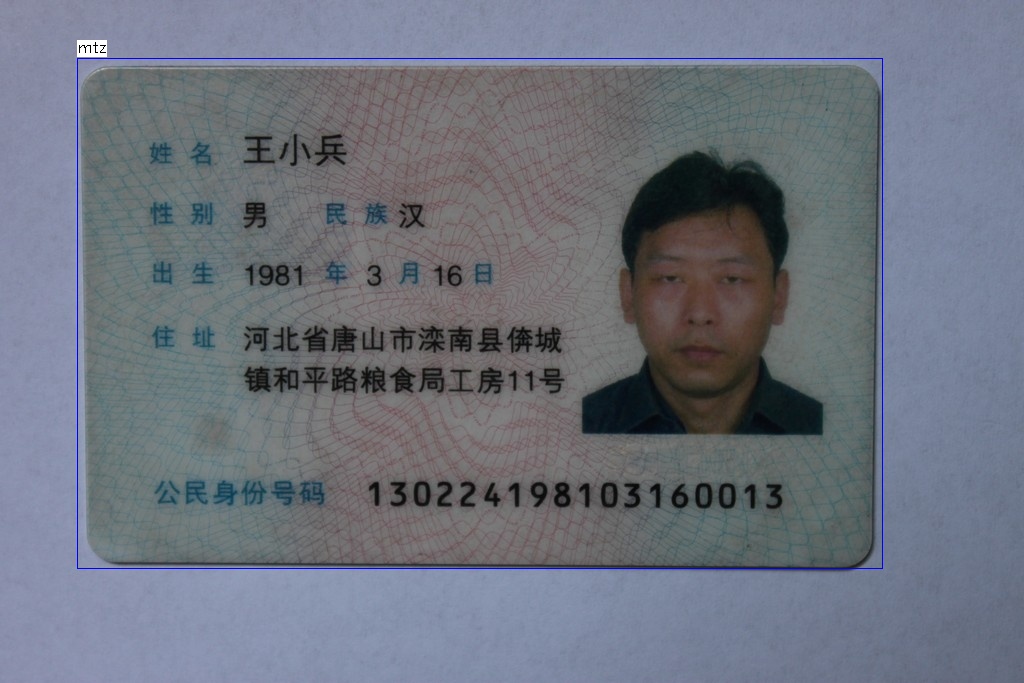 mtz
姓名 王小兵
性别 男 民族 汉
出生 1981 年 3 月 16 日
住址 河北省唐山市滦南县倴城
镇和平路粮食局工房11号
公民身份号码 130224198103160013